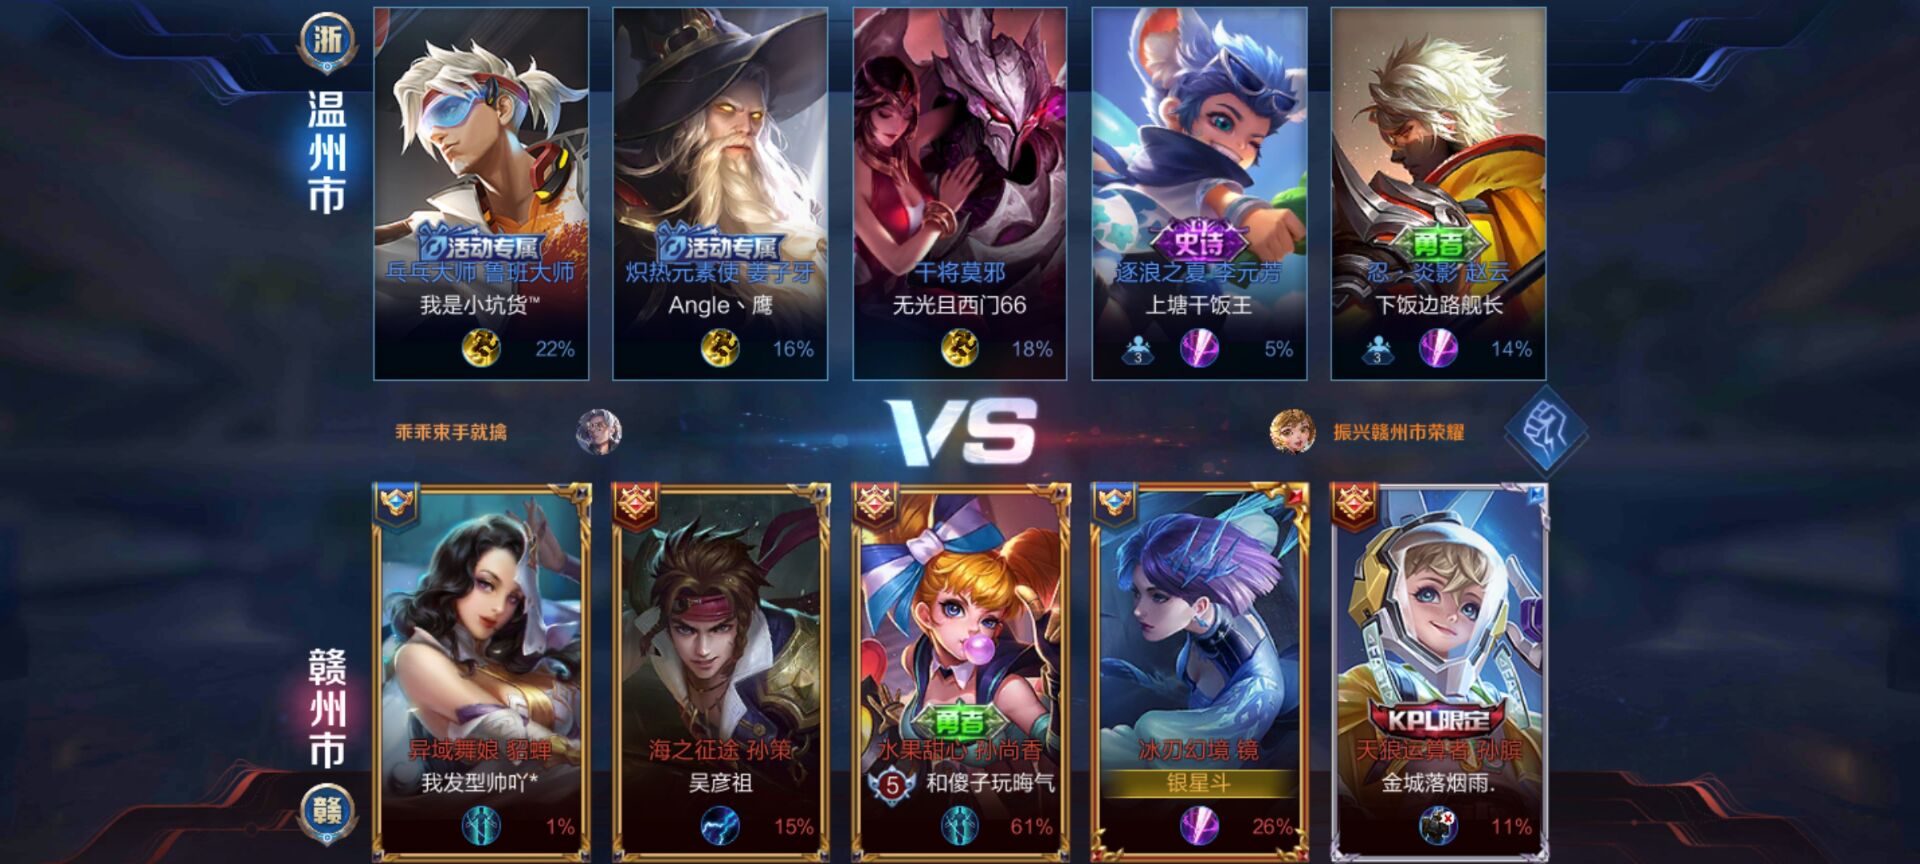 浙
温州市
活动专属
乓乓大师 鲁班大师
我是小坑货™
22%
活动专属
炽热元素使 姜子牙
Angle丶鹰
16%
干将莫邪
无光且西门66
18%
史诗
逐浪之夏 李元芳
上塘干饭王
3
5%
勇者
忍·炎影 赵云
下饭边路舰长
3
14%
乖乖束手就擒
VS
振兴赣州市荣耀
赣州市
赣
异域舞娘 貂蝉
我发型帅吖*
1%
海之征途 孙策
吴彦祖
15%
勇者
水果甜心 孙尚香
5
和傻子玩晦气
61%
冰刃幻境 镜
银星斗
26%
KPL限定
天狼运算者 孙膑
金城落烟雨.
11%